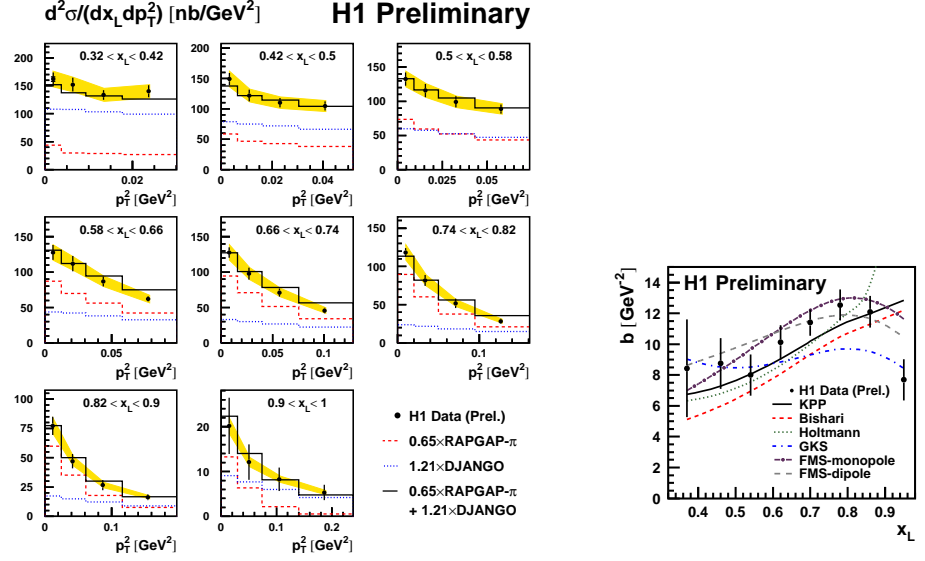 d²σ/(dx_L dp_T²) [nb/GeV²] H1 Preliminary
0.32 < x_L < 0.42
200
150
100
50
0
0 0.02
p_T² [GeV²]
0.42 < x_L < 0.5
200
150
100
50
0
0 0.02 0.04
p_T² [GeV²]
0.5 < x_L < 0.58
150
100
50
0
0 0.025 0.05
p_T² [GeV²]
0.58 < x_L < 0.66
150
100
50
0
0.05
p_T² [GeV²]
0.66 < x_L < 0.74
150
100
50
0
0 0.05 0.1
p_T² [GeV²]
0.74 < x_L < 0.82
150
100
50
0
0 0.1
p_T² [GeV²]
0.82 < x_L < 0.9
100
75
50
25
0
0 0.1
p_T² [GeV²]
0.9 < x_L < 1
20
10
0
0 0.1 0.2
p_T² [GeV²]
H1 Data (Prel.)
0.65×RAPGAP-π
1.21×DJANGO
0.65×RAPGAP-π
+ 1.21×DJANGO
b [GeV⁻²]
H1 Preliminary
14
12
10
8
6
4
2
0
H1 Data (Prel.)
KPP
Bishari
Holtmann
GKS
FMS-monopole
FMS-dipole
0.4 0.5 0.6 0.7 0.8 0.9
x_L